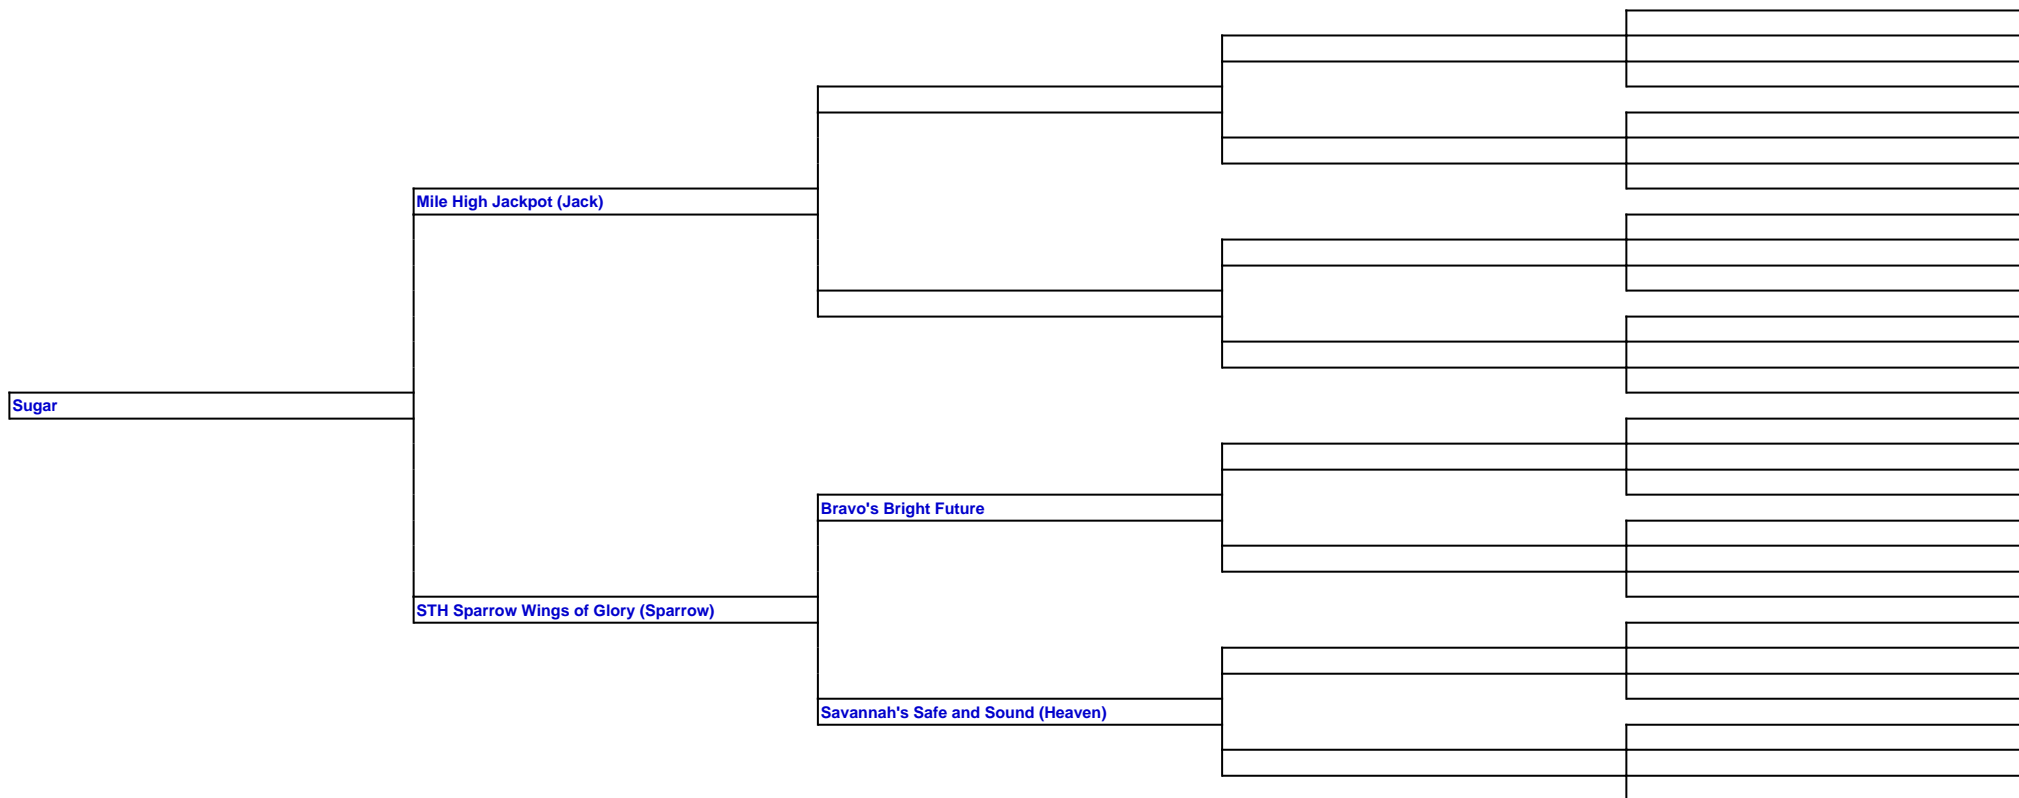 Mile High Jackpot (Jack)
Sugar
Bravo's Bright Future
STH Sparrow Wings of Glory (Sparrow)
Savannah's Safe and Sound (Heaven)